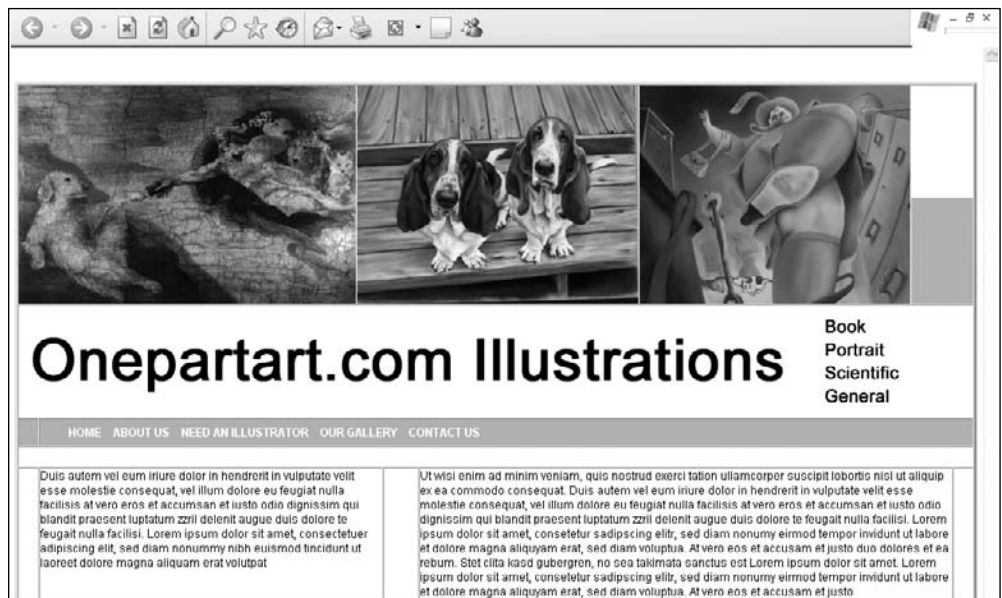 Onepartart.com Illustrations
Book
Portrait
Scientific
General
HOME ABOUT US NEED AN ILLUSTRATOR OUR GALLERY CONTACT US
Duis autem vel eum iriure dolor in hendrerit in vulputate velit
esse molestie consequat, vel illum dolore eu feugiat nulla
facilisis at vero eros et accumsan et iusto odio dignissim qui
blandit praesent luptatum zzril delenit augue duis dolore te
feugait nulla facilisi. Lorem ipsum dolor sit amet, consectetuer
adipiscing elit, sed diam nonummy nibh euismod tincidunt ut
laoreet dolore magna aliquam erat volutpat
Ut wisi enim ad minim veniam, quis nostrud exerci tation ullamcorper suscipit lobortis nisl ut aliquip
ex ea commodo consequat. Duis autem vel eum iriure dolor in hendrerit in vulputate velit esse
molestie consequat, vel illum dolore eu feugiat nulla facilisis at vero eros et accumsan et iusto odio
dignissim qui blandit praesent luptatum zzril delenit augue duis dolore te feugait nulla facilisi. Lorem
ipsum dolor sit amet, consetetur sadipscing elitr, sed diam nonumy eirmod tempor invidunt ut labore
et dolore magna aliquyam erat, sed diam voluptua. At vero eos et accusam et justo duo dolores et ea
rebum. Stet clita kasd gubergren, no sea takimata sanctus est Lorem ipsum dolor sit amet. Lorem
ipsum dolor sit amet, consetetur sadipscing elitr, sed diam nonumy eirmod tempor invidunt ut labore
et dolore magna aliquyam erat, sed diam voluptua. At vero eos et accusam et justo